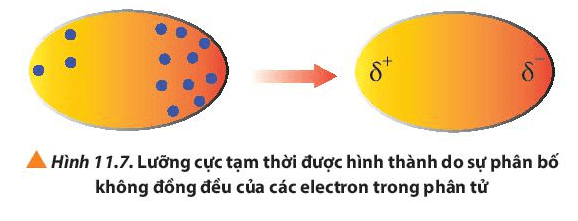 δ⁺ δ⁻
▲ Hình 11.7. Lưỡng cực tạm thời được hình thành do sự phân bố
không đồng đều của các electron trong phân tử